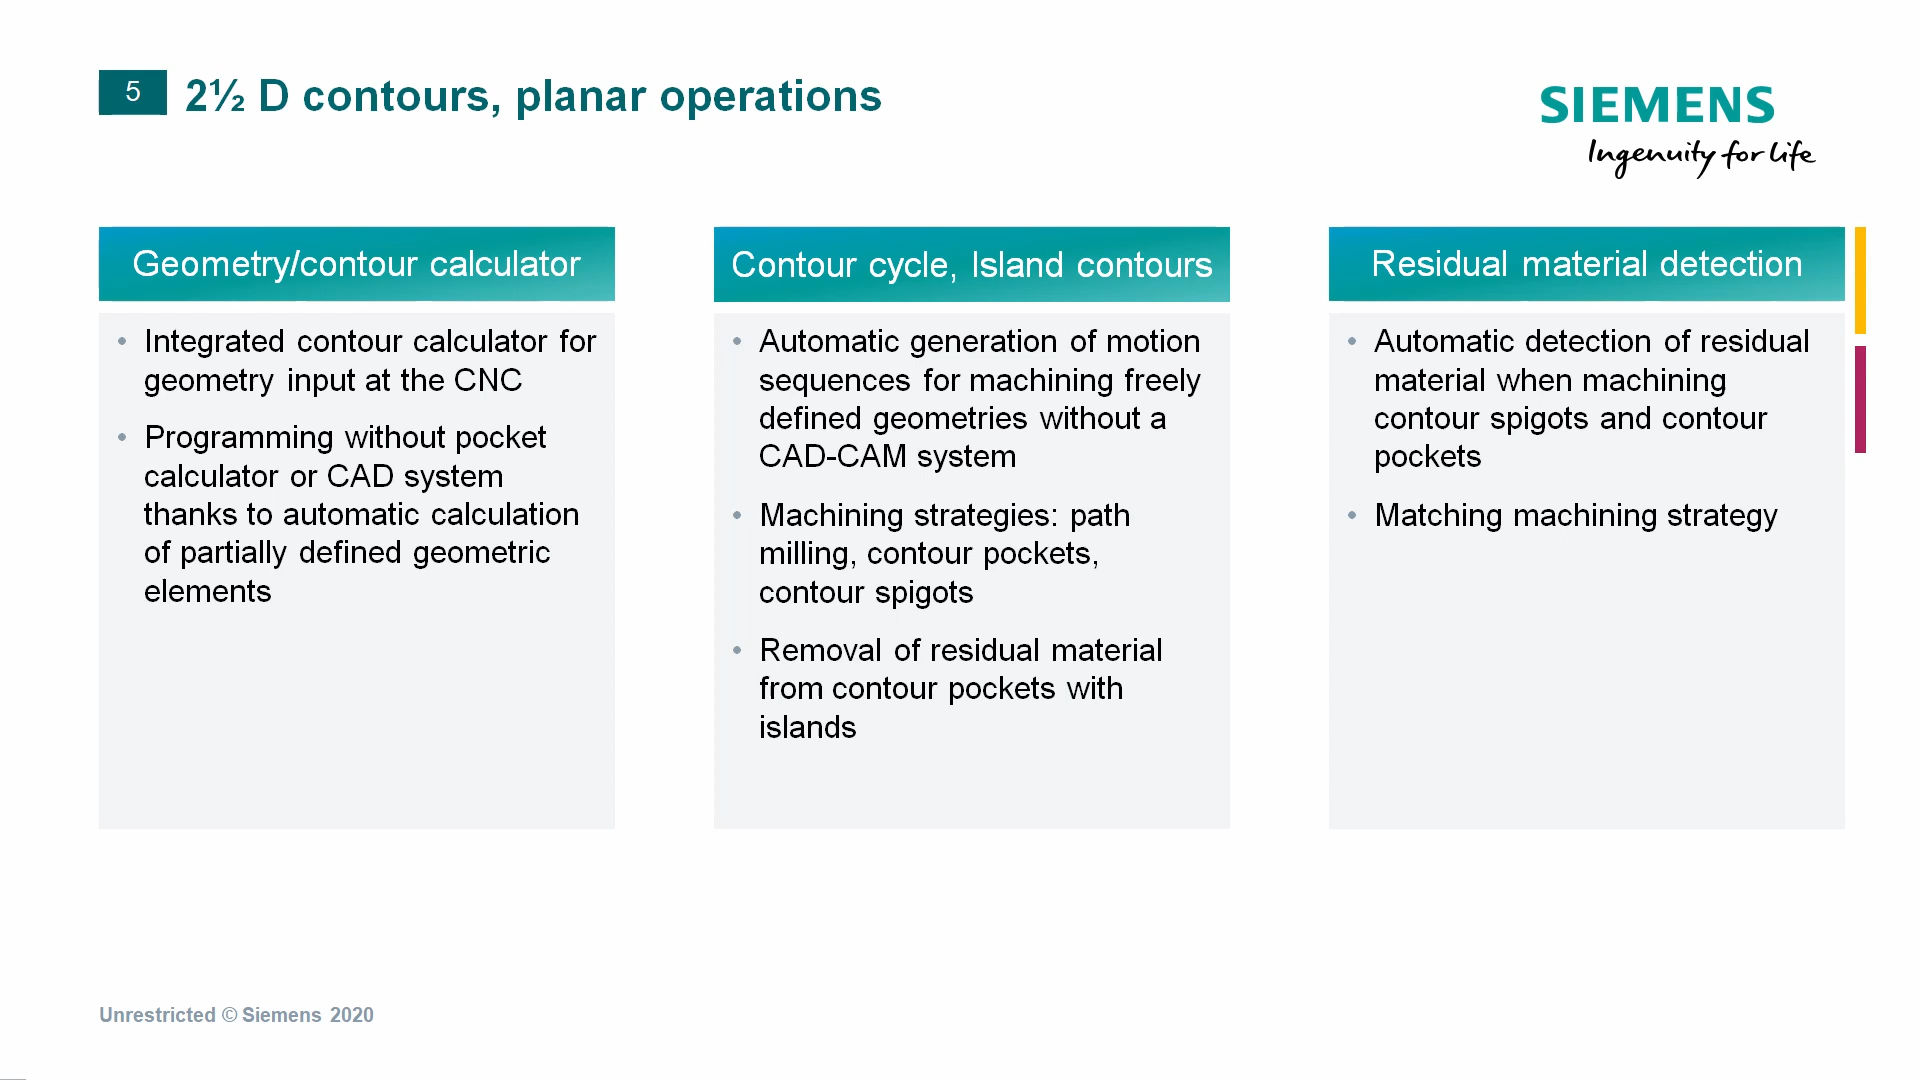 5
2½ D contours, planar operations
SIEMENS
Ingenuity for life
Geometry/contour calculator
• Integrated contour calculator for
geometry input at the CNC
• Programming without pocket
calculator or CAD system
thanks to automatic calculation
of partially defined geometric
elements
Contour cycle, Island contours
• Automatic generation of motion
sequences for machining freely
defined geometries without a
CAD-CAM system
• Machining strategies: path
milling, contour pockets,
contour spigots
• Removal of residual material
from contour pockets with
islands
Residual material detection
• Automatic detection of residual
material when machining
contour spigots and contour
pockets
• Matching machining strategy
Unrestricted © Siemens 2020